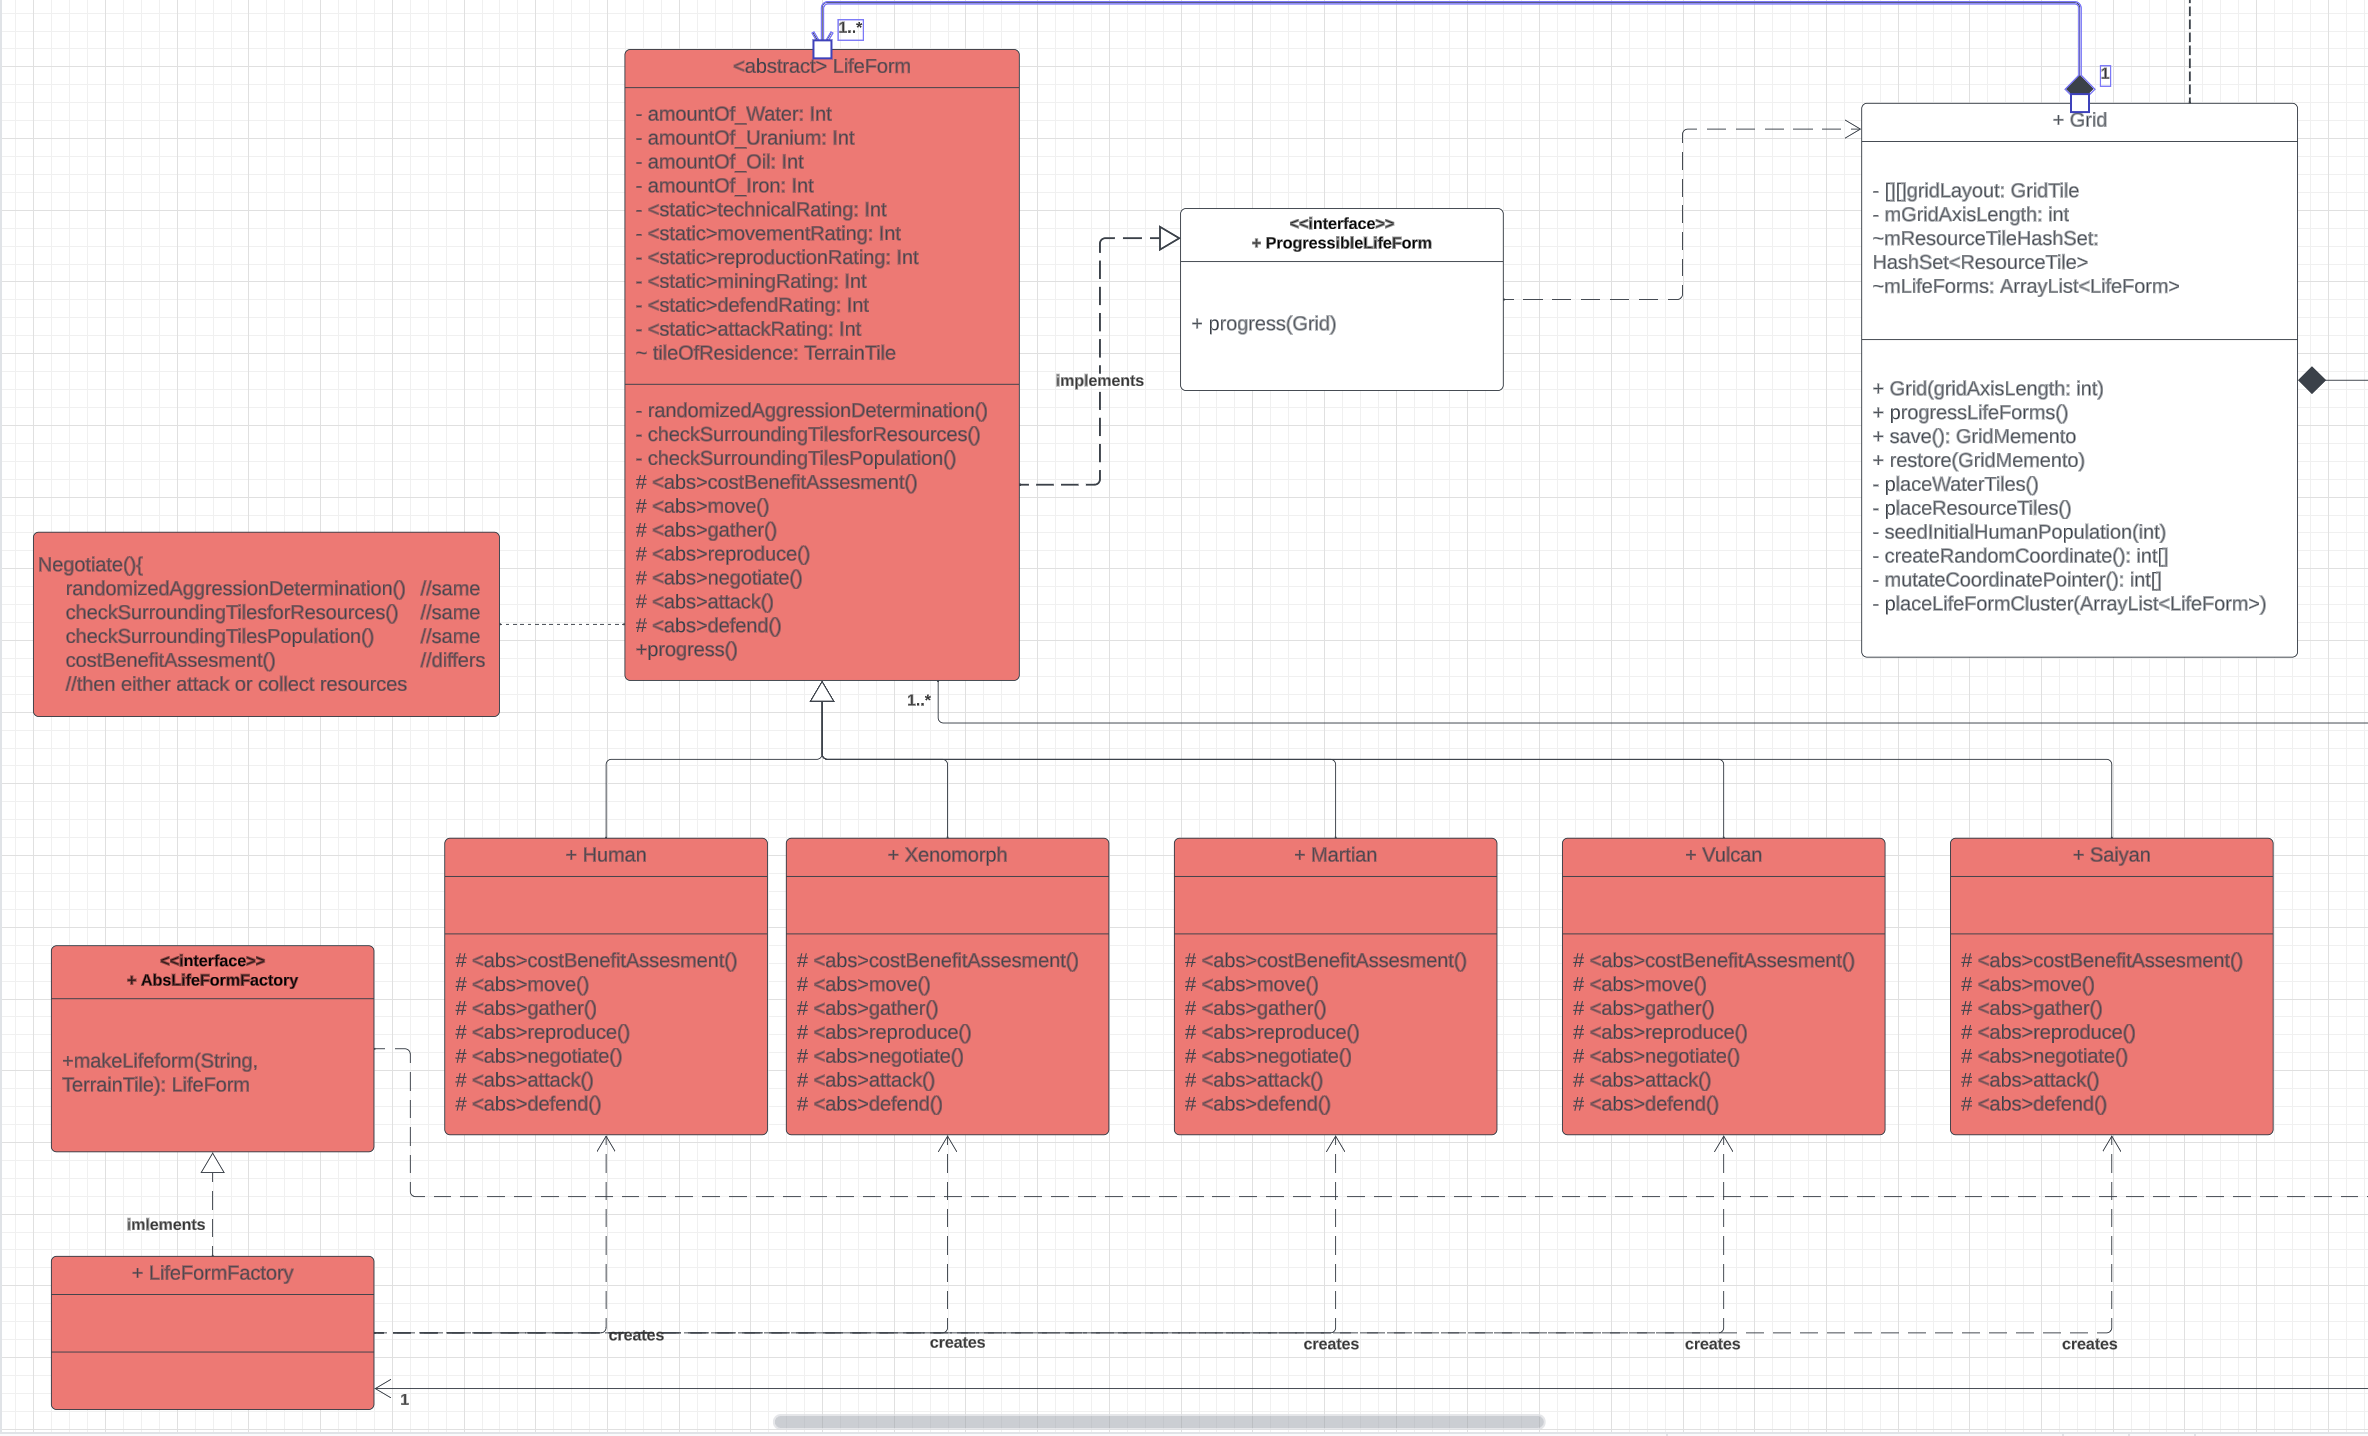 1..*
1
<abstract> LifeForm
- amountOf_Water: Int
- amountOf_Uranium: Int
- amountOf_Oil: Int
- amountOf_Iron: Int
- <static>technicalRating: Int
- <static>movementRating: Int
- <static>reproductionRating: Int
- <static>miningRating: Int
- <static>defendRating: Int
- <static>attackRating: Int
~ tileOfResidence: TerrainTile
- randomizedAggressionDetermination()
- checkSurroundingTilesforResources()
- checkSurroundingTilesPopulation()
# <abs>costBenefitAssesment()
# <abs>move()
# <abs>gather()
# <abs>reproduce()
# <abs>negotiate()
# <abs>attack()
# <abs>defend()
+progress()
1..*
implements
<<interface>>
+ ProgressibleLifeForm
+ progress(Grid)
+ Grid
- [][]gridLayout: GridTile
- mGridAxisLength: int
~mResourceTileHashSet:
HashSet<ResourceTile>
~mLifeForms: ArrayList<LifeForm>
+ Grid(gridAxisLength: int)
+ progressLifeForms()
+ save(): GridMemento
+ restore(GridMemento)
- placeWaterTiles()
- placeResourceTiles()
- seedInitialHumanPopulation(int)
- createRandomCoordinate(): int[]
- mutateCoordinatePointer(): int[]
- placeLifeFormCluster(ArrayList<LifeForm>)
Negotiate(){
randomizedAggressionDetermination() //same
checkSurroundingTilesforResources() //same
checkSurroundingTilesPopulation() //same
costBenefitAssesment() //differs
//then either attack or collect resources
+ Human
# <abs>costBenefitAssesment()
# <abs>move()
# <abs>gather()
# <abs>reproduce()
# <abs>negotiate()
# <abs>attack()
# <abs>defend()
+ Xenomorph
# <abs>costBenefitAssesment()
# <abs>move()
# <abs>gather()
# <abs>reproduce()
# <abs>negotiate()
# <abs>attack()
# <abs>defend()
+ Martian
# <abs>costBenefitAssesment()
# <abs>move()
# <abs>gather()
# <abs>reproduce()
# <abs>negotiate()
# <abs>attack()
# <abs>defend()
+ Vulcan
# <abs>costBenefitAssesment()
# <abs>move()
# <abs>gather()
# <abs>reproduce()
# <abs>negotiate()
# <abs>attack()
# <abs>defend()
+ Saiyan
# <abs>costBenefitAssesment()
# <abs>move()
# <abs>gather()
# <abs>reproduce()
# <abs>negotiate()
# <abs>attack()
# <abs>defend()
<<interface>>
+ AbsLifeFormFactory
+makeLifeform(String,
TerrainTile): LifeForm
imlements
+ LifeFormFactory
creates
creates
creates
creates
creates
1